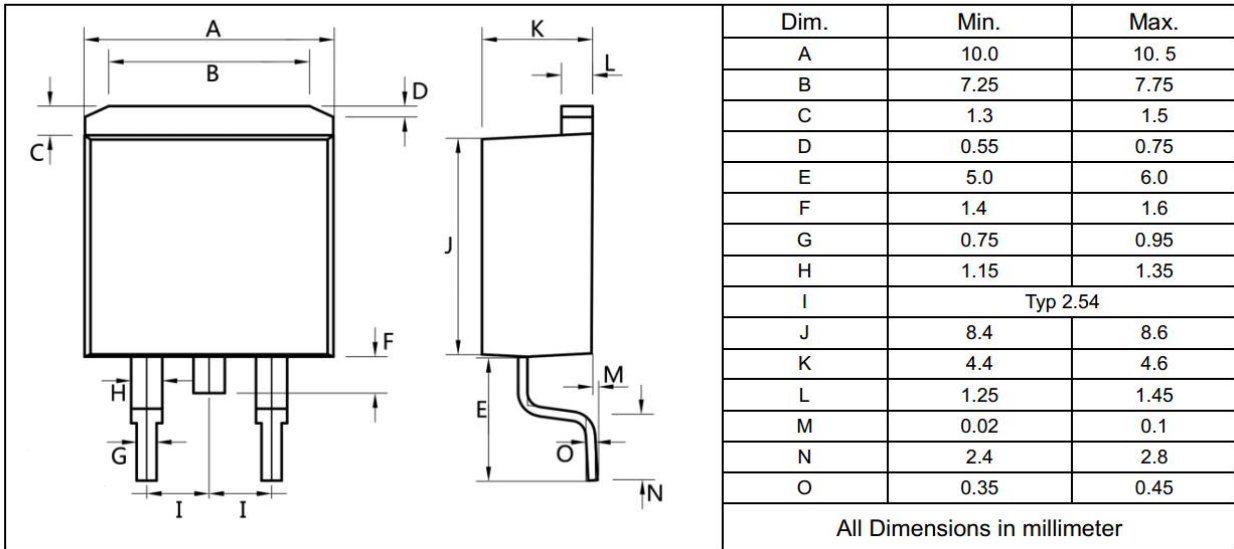 A
B
C
D
F
H
G
I I
K
L
J
E
M
O
N
Dim. Min. Max.
A 10.0 10. 5
B 7.25 7.75
C 1.3 1.5
D 0.55 0.75
E 5.0 6.0
F 1.4 1.6
G 0.75 0.95
H 1.15 1.35
I Typ 2.54
J 8.4 8.6
K 4.4 4.6
L 1.25 1.45
M 0.02 0.1
N 2.4 2.8
O 0.35 0.45
All Dimensions in millimeter